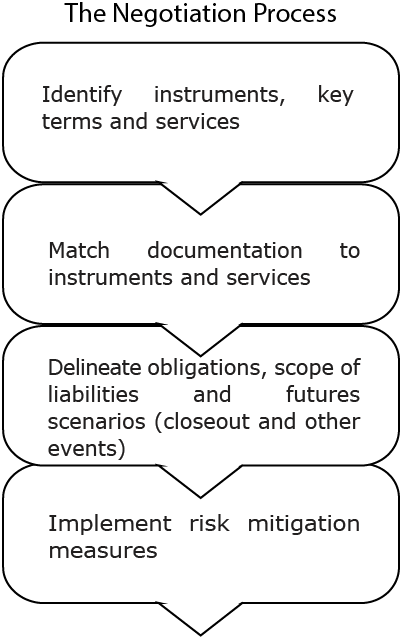 The Negotiation Process
Identify instruments, key
terms and services
Match documentation to
instruments and services
Delineate obligations, scope of
liabilities and futures
scenarios (closeout and other
events)
Implement risk mitigation
measures